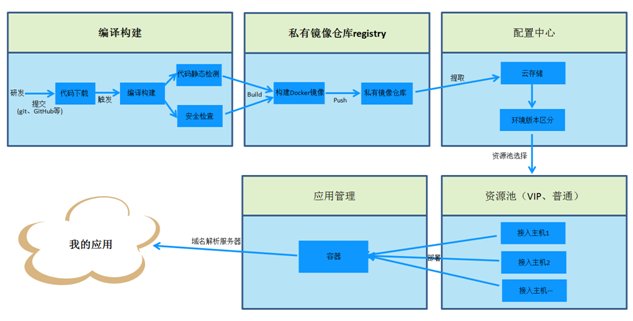 编译构建
私有镜像仓库registry
配置中心
研发
提交
(git、GitHub等)
代码下载
触发
编译构建
代码静态检测
安全检查
Build
构建Docker镜像
Push
私有镜像仓库
提取
云存储
环境版本区分
资源池选择
我的应用
域名解析服务器
应用管理
容器
部署
资源池（VIP、普通）
接入主机1
接入主机2
接入主机...